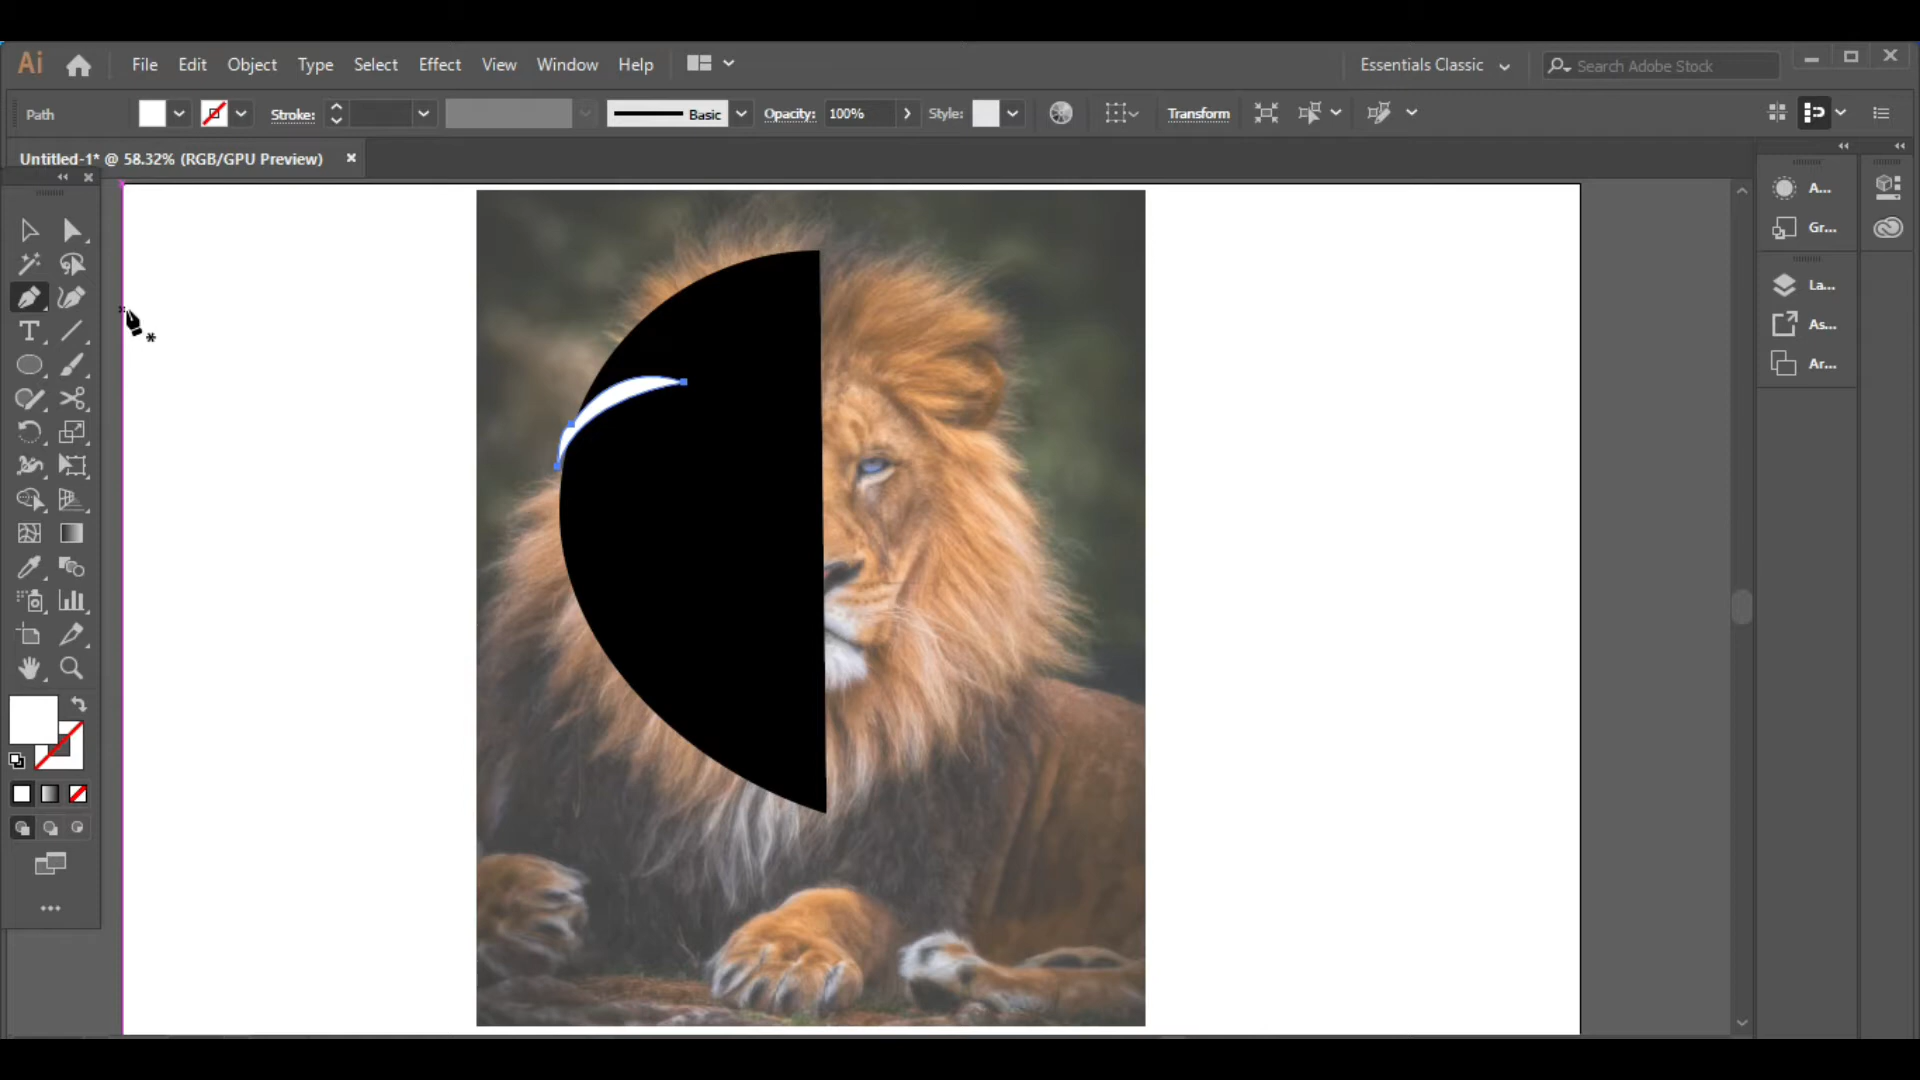 Ai File Edit Object Type Select Effect View Window Help Essentials Classic Search Adobe Stock
Path Stroke: Basic Opacity: 100% Style: Transform
Untitled-1* @ 58.32% (RGB/GPU Preview)
A...
Gr...
La...
As...
Ar...